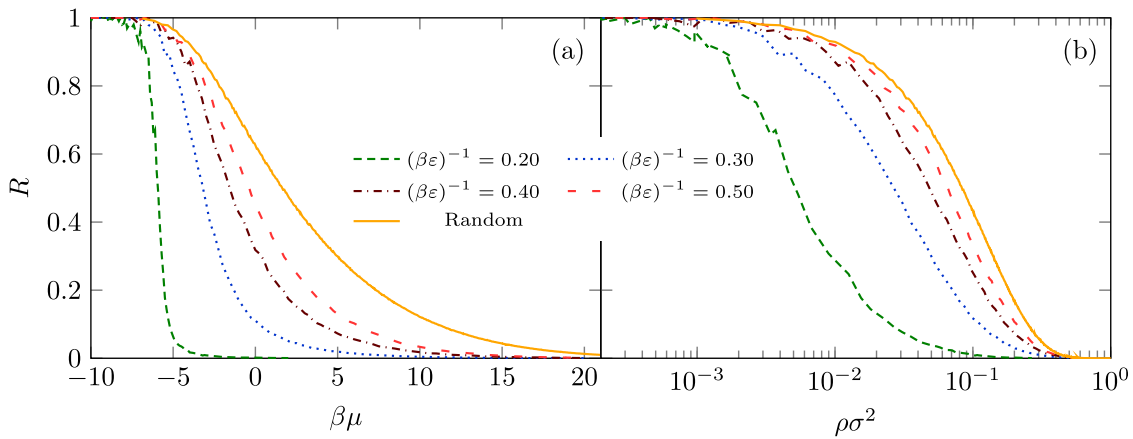 1
0.8
0.6
0.4
0.2
0
R
(a)
(b)
(βε)⁻¹ = 0.20
(βε)⁻¹ = 0.30
(βε)⁻¹ = 0.40
(βε)⁻¹ = 0.50
Random
−10 −5 0 5 10 15 20
10⁻³ 10⁻² 10⁻¹ 10⁰
βμ
ρσ²